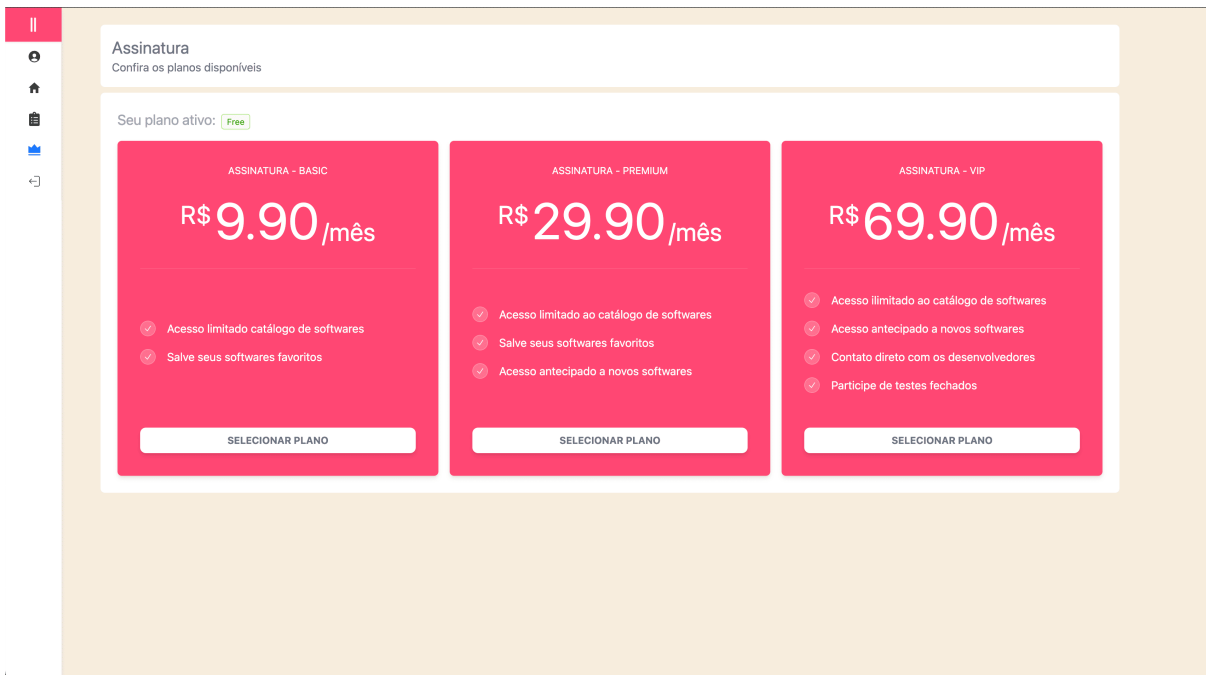 Assinatura
Confira os planos disponíveis
Seu plano ativo: Free
ASSINATURA - BASIC
R$9.90/mês
Acesso limitado catálogo de softwares
Salve seus softwares favoritos
SELECIONAR PLANO
ASSINATURA - PREMIUM
R$29.90/mês
Acesso limitado ao catálogo de softwares
Salve seus softwares favoritos
Acesso antecipado a novos softwares
SELECIONAR PLANO
ASSINATURA - VIP
R$69.90/mês
Acesso ilimitado ao catálogo de softwares
Acesso antecipado a novos softwares
Contato direto com os desenvolvedores
Participe de testes fechados
SELECIONAR PLANO